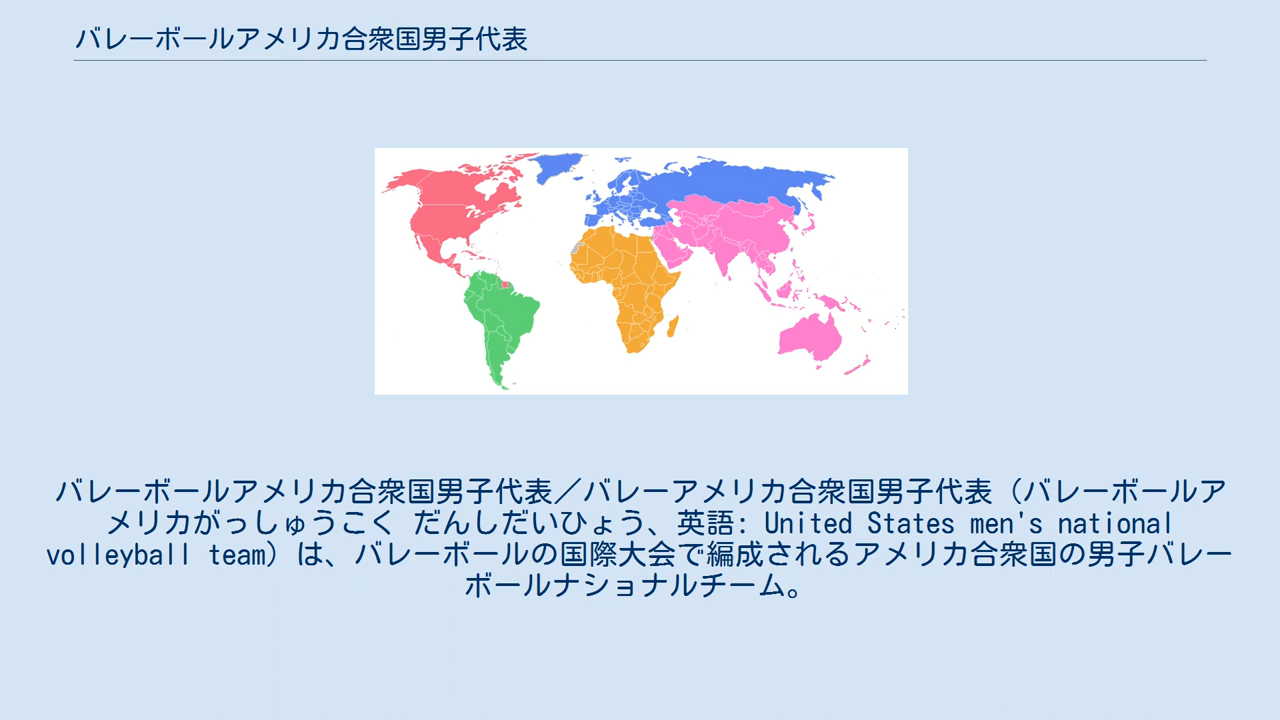 バレーボールアメリカ合衆国男子代表
バレーボールアメリカ合衆国男子代表／バレーアメリカ合衆国男子代表（バレーボールア
メリカがっしゅうこく だんしだいひょう、英語: United States men's national
volleyball team）は、バレーボールの国際大会で編成されるアメリカ合衆国の男子バレー
ボールナショナルチーム。